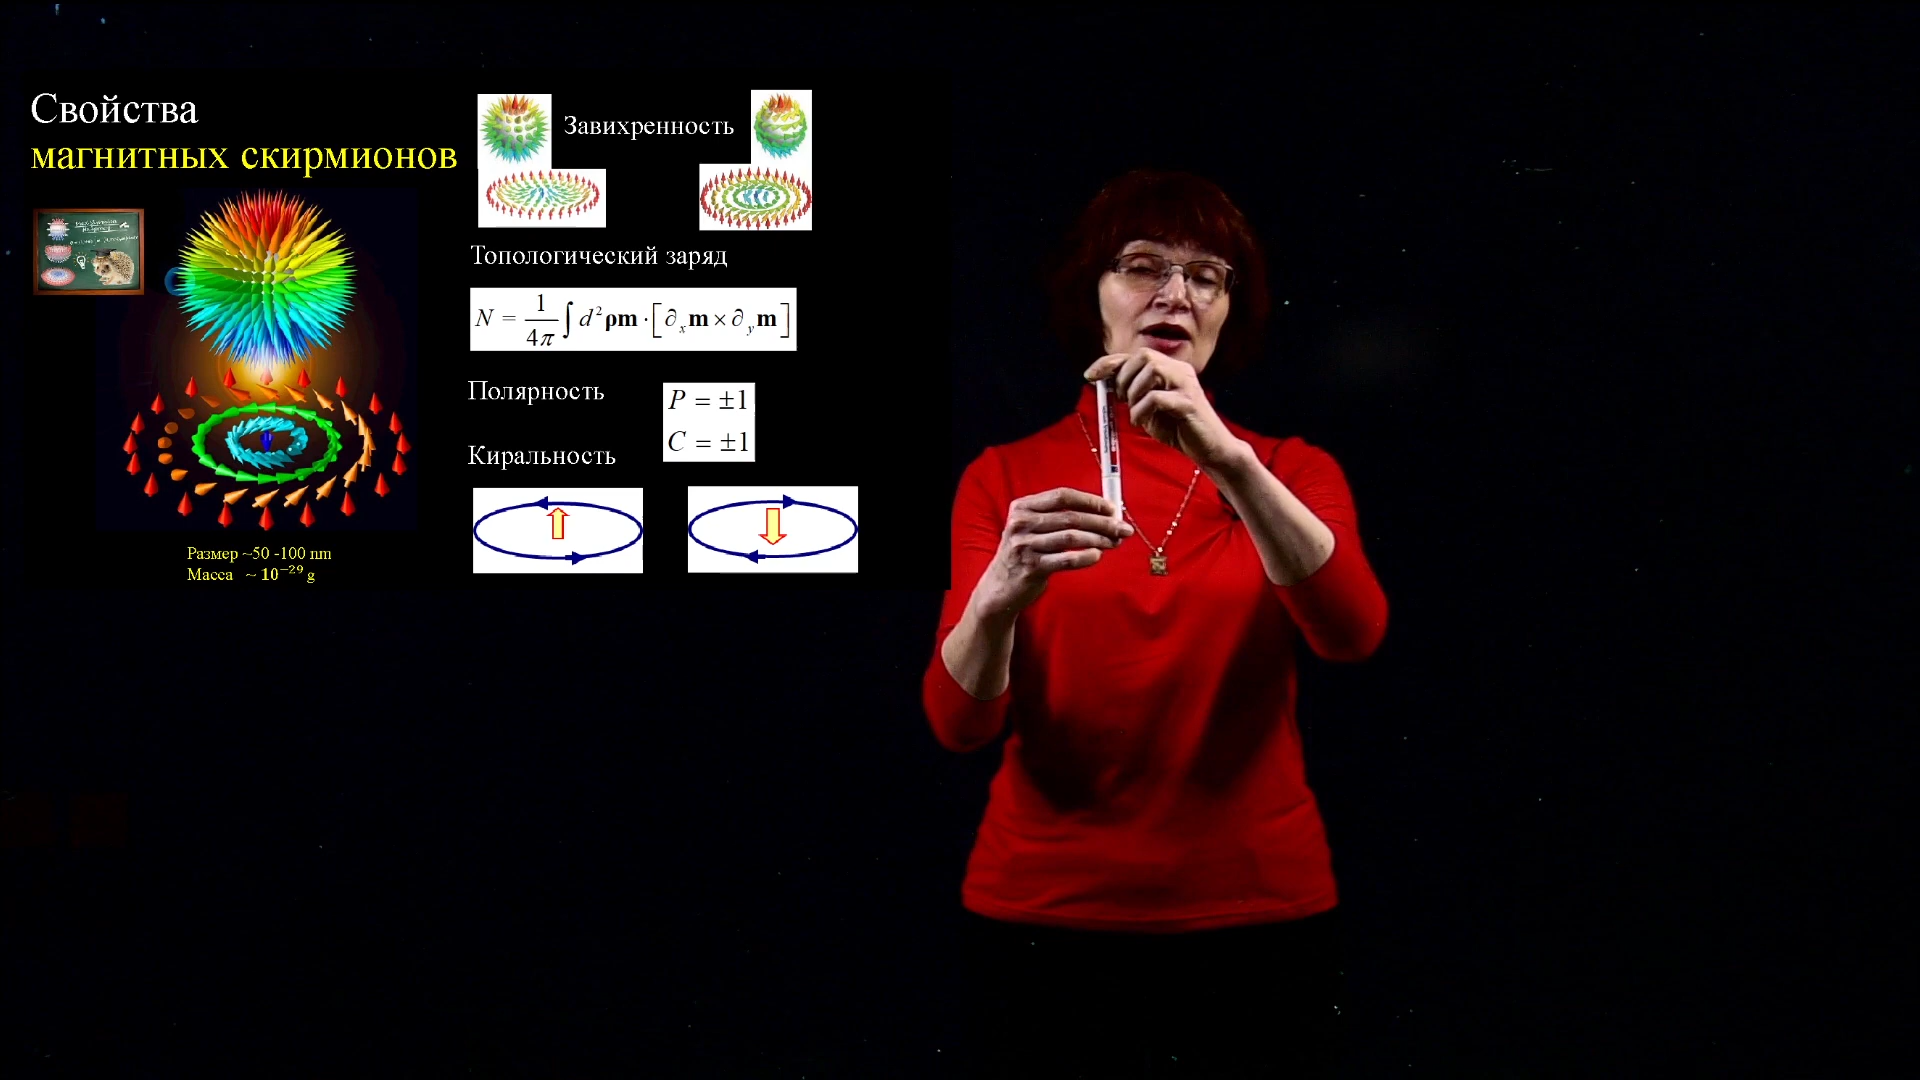 Свойства
магнитных скирмионов
Размер ~50 -100 nm
Масса ~ 10⁻²⁹ g
Завихренность
Топологический заряд
N = 1/4π ∫ d²ρm · [∂ₓm × ∂ᵧm]
Полярность
P = ±1
C = ±1
Киральность